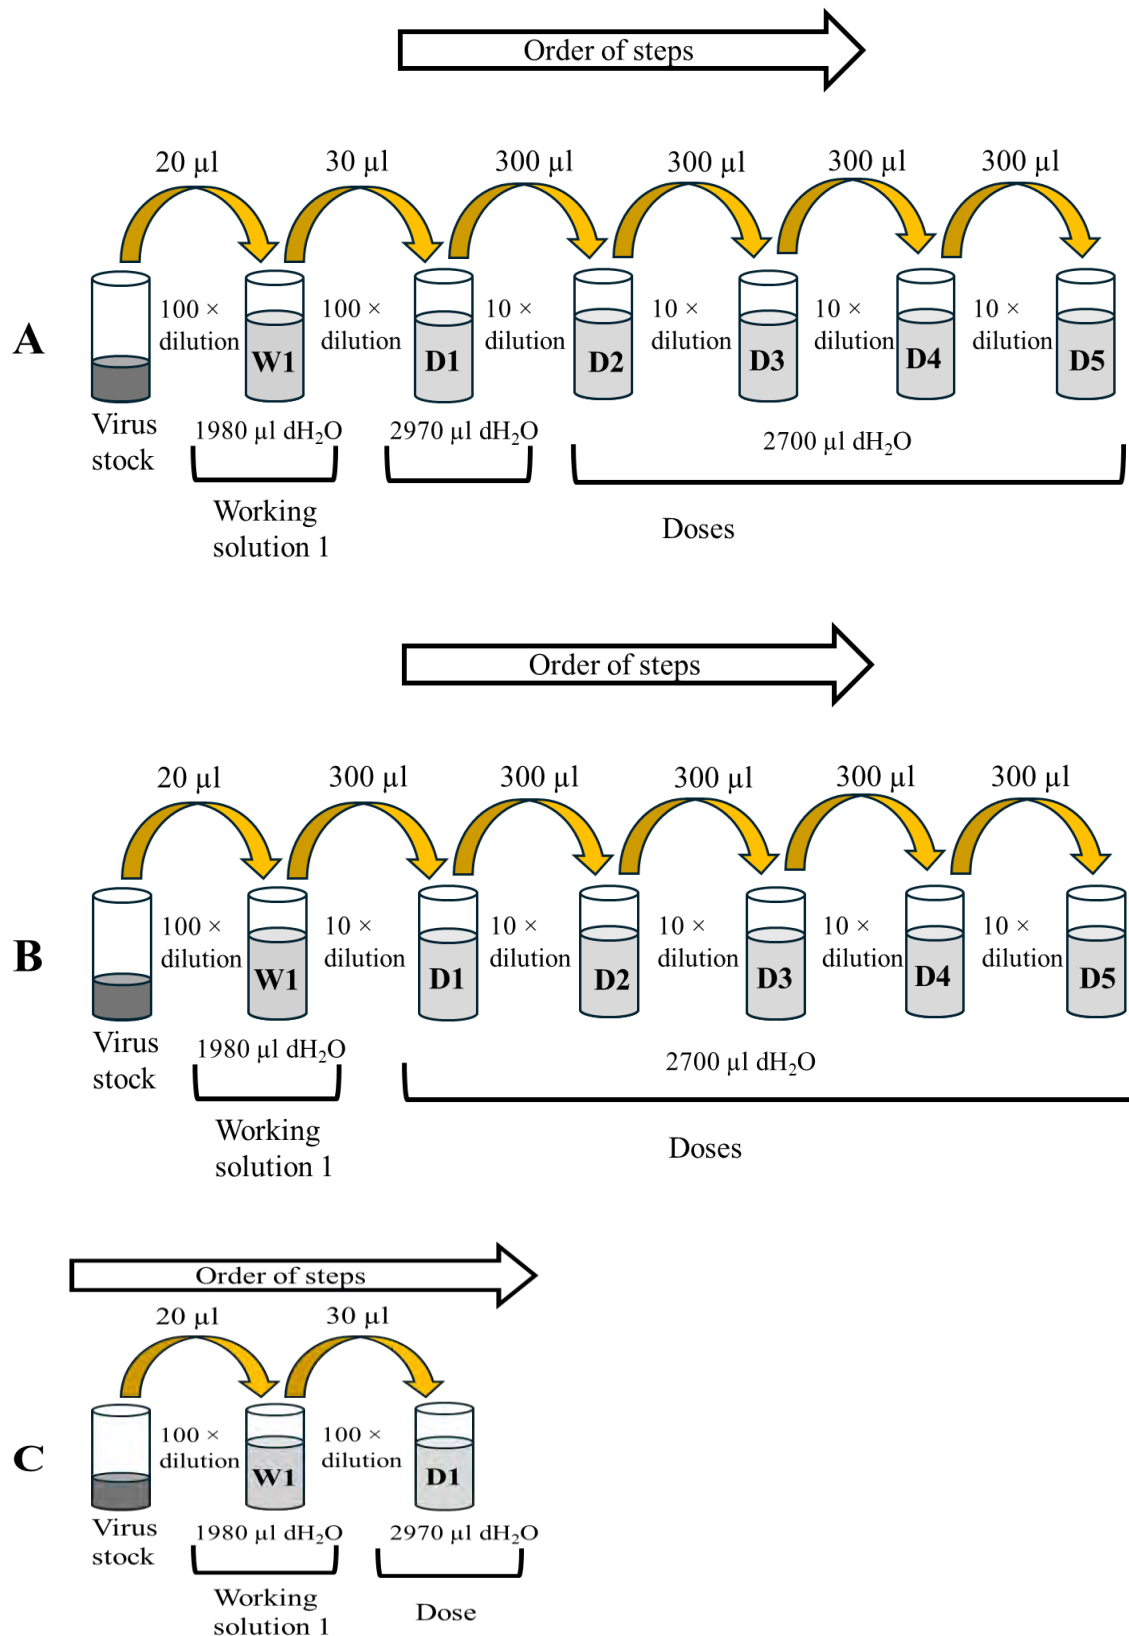 Order of steps
20 µl
30 µl
300 µl
300 µl
300 µl
300 µl
A
100 ×
dilution
100 ×
dilution
10 ×
dilution
10 ×
dilution
10 ×
dilution
10 ×
dilution
W1
D1
D2
D3
D4
D5
Virus
stock
1980 µl dH₂O
2970 µl dH₂O
2700 µl dH₂O
Working
solution 1
Doses
Order of steps
20 µl
300 µl
300 µl
300 µl
300 µl
300 µl
B
100 ×
dilution
10 ×
dilution
10 ×
dilution
10 ×
dilution
10 ×
dilution
10 ×
dilution
W1
D1
D2
D3
D4
D5
Virus
stock
1980 µl dH₂O
2700 µl dH₂O
Working
solution 1
Doses
Order of steps
20 µl
30 µl
C
100 ×
dilution
100 ×
dilution
W1
D1
Virus
stock
1980 µl dH₂O
2970 µl dH₂O
Working
solution 1
Dose